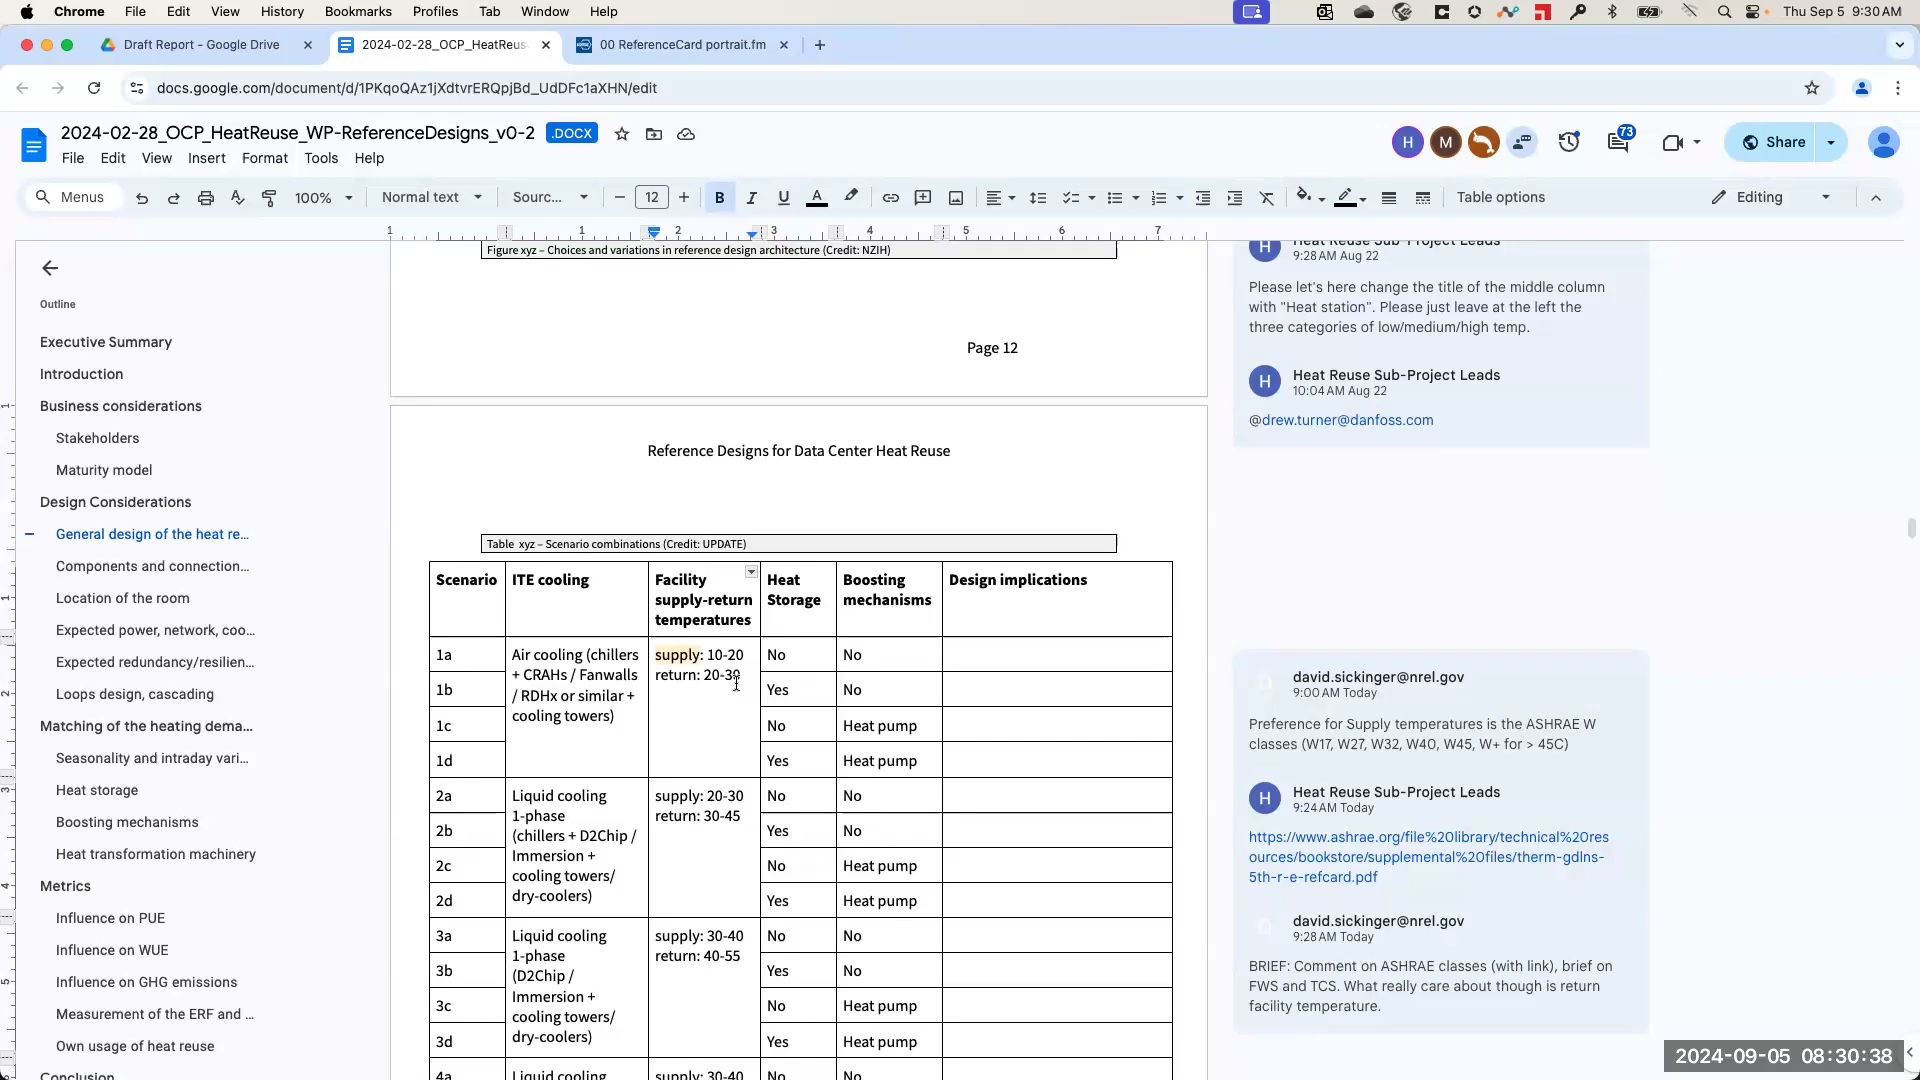 Chrome File Edit View History Bookmarks Profiles Tab Window Help Thu Sep 5 9:30 AM
Draft Report - Google Drive 2024-02-28_OCP_HeatReus 00 ReferenceCard portrait.fm
docs.google.com/document/d/1PKqoQAz1jXdtvrERQpjBd_UdDFc1aXHN/edit
2024-02-28_OCP_HeatReuse_WP-ReferenceDesigns_v0-2 .DOCX
H M 73 Share
File Edit View Insert Format Tools Help
Menus 100% Normal text Sourc... 12 B I U A Table options Editing
1 1 2 3 4 5 6 7
Outline
Executive Summary
Introduction
Business considerations
Stakeholders
Maturity model
Design Considerations
General design of the heat re...
Components and connection...
Location of the room
Expected power, network, coo...
Expected redundancy/resilien...
Loops design, cascading
Matching of the heating dema...
Seasonality and intraday vari...
Heat storage
Boosting mechanisms
Heat transformation machinery
Metrics
Influence on PUE
Influence on WUE
Influence on GHG emissions
Measurement of the ERF and ...
Own usage of heat reuse
Conclusion
Figure xyz – Choices and variations in reference design architecture (Credit: NZIH)
Page 12
Reference Designs for Data Center Heat Reuse
Table xyz – Scenario combinations (Credit: UPDATE)
Scenario ITE cooling Facility supply-return temperatures Heat Storage Boosting mechanisms Design implications
1a Air cooling (chillers supply: 10-20 No No
+ CRAHs / Fanwalls return: 20-30
1b / RDHx or similar + Yes No
cooling towers)
1c No Heat pump
1d Yes Heat pump
2a Liquid cooling supply: 20-30 No No
1-phase return: 30-45
2b (chillers + D2Chip / Yes No
Immersion +
2c cooling towers/ No Heat pump
2d dry-coolers) Yes Heat pump
3a Liquid cooling supply: 30-40 No No
1-phase return: 40-55
3b (D2Chip / Yes No
Immersion +
3c cooling towers/ No Heat pump
3d dry-coolers) Yes Heat pump
4a Liquid cooling supply: 30-40 No No
H Heat Reuse Sub-Project Leads
9:28 AM Aug 22
Please let's here change the title of the middle column
with "Heat station". Please just leave at the left the
three categories of low/medium/high temp.
H Heat Reuse Sub-Project Leads
10:04 AM Aug 22
@drew.turner@danfoss.com
david.sickinger@nrel.gov
9:00 AM Today
Preference for Supply temperatures is the ASHRAE W
classes (W17, W27, W32, W40, W45, W+ for > 45C)
H Heat Reuse Sub-Project Leads
9:24 AM Today
https://www.ashrae.org/file%20library/technical%20res
ources/bookstore/supplemental%20files/therm-gdlns-
5th-r-e-refcard.pdf
david.sickinger@nrel.gov
9:28 AM Today
BRIEF: Comment on ASHRAE classes (with link), brief on
FWS and TCS. What really care about though is return
facility temperature.
2024-09-05 08:30:38